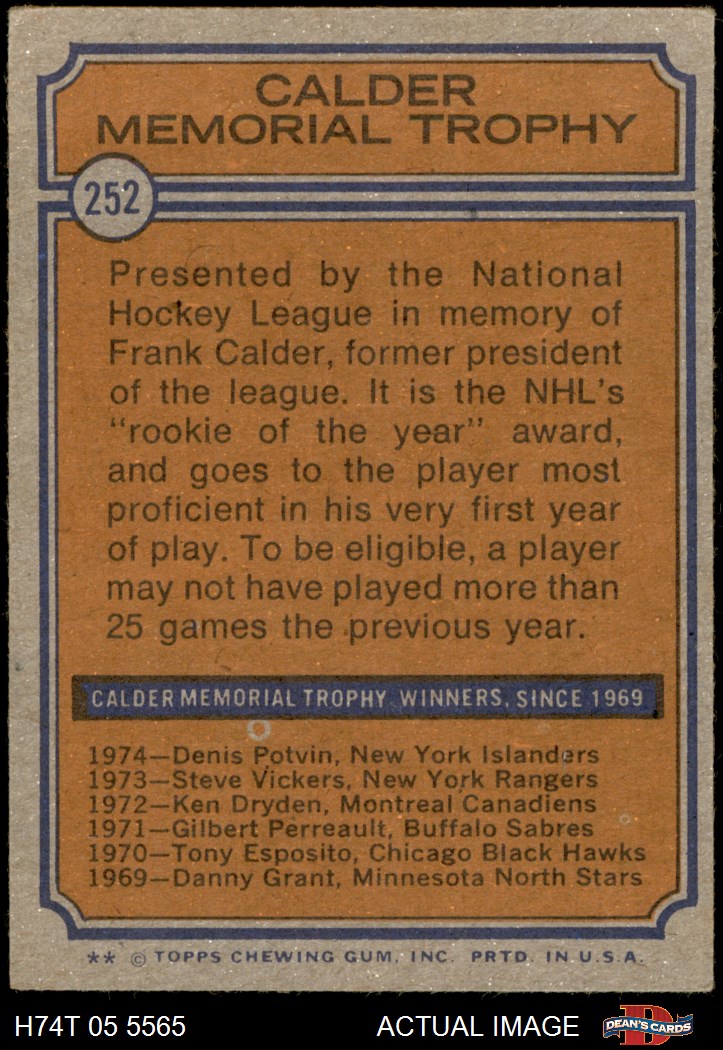 CALDER
MEMORIAL TROPHY
252
Presented by the National
Hockey League in memory of
Frank Calder, former president
of the league. It is the NHL's
"rookie of the year" award,
and goes to the player most
proficient in his very first year
of play. To be eligible, a player
may not have played more than
25 games the previous year.
CALDER MEMORIAL TROPHY WINNERS, SINCE 1969
1974—Denis Potvin, New York Islanders
1973—Steve Vickers, New York Rangers
1972—Ken Dryden, Montreal Canadiens
1971—Gilbert Perreault, Buffalo Sabres
1970—Tony Esposito, Chicago Black Hawks
1969—Danny Grant, Minnesota North Stars
** © TOPPS CHEWING GUM, INC. PRTD. IN U.S.A.
H74T 05 5565 ACTUAL IMAGE D DEAN'S CARDS